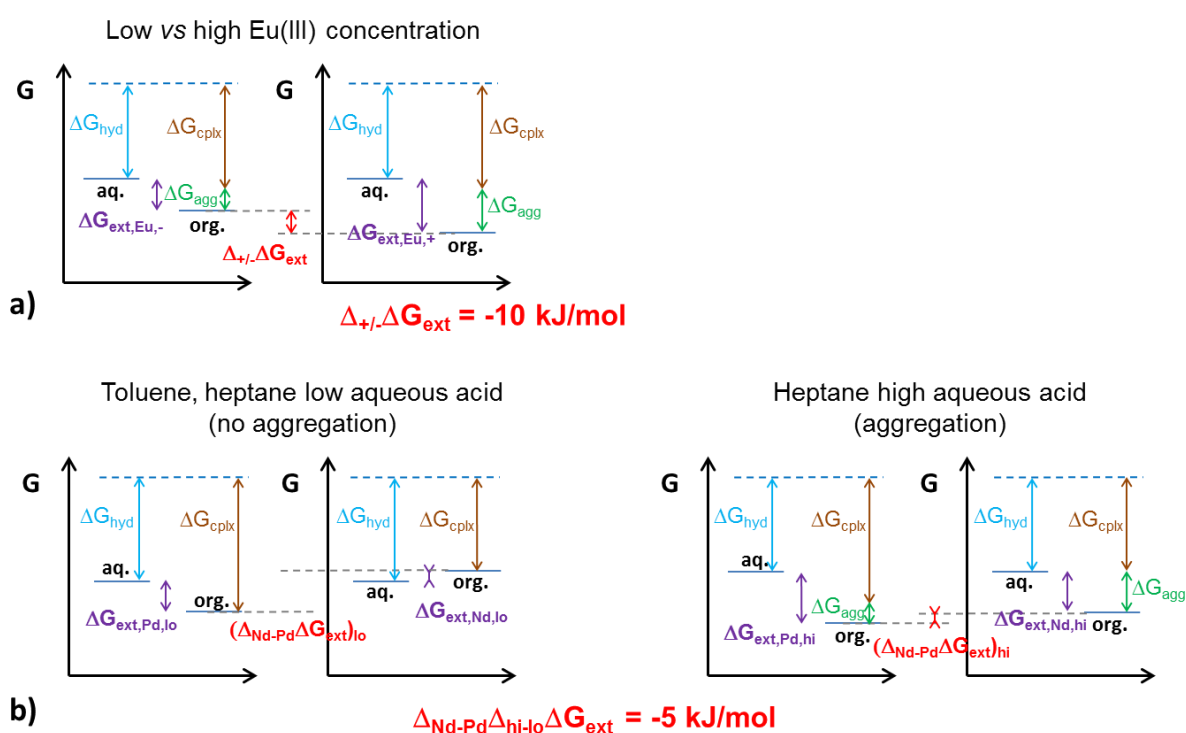 Low vs high Eu(III) concentration
G
ΔGhyd
ΔGcplx
aq.
ΔGagg
ΔGext,Eu,-
org.
Δ+/-ΔGext
G
ΔGhyd
ΔGcplx
aq.
ΔGagg
ΔGext,Eu,+
org.
a)
Δ+/-ΔGext = -10 kJ/mol
Toluene, heptane low aqueous acid
(no aggregation)
G
ΔGhyd
ΔGcplx
aq.
org.
ΔGext,Pd,lo
(ΔNd-PdΔGext)lo
G
ΔGhyd
ΔGcplx
aq.
org.
ΔGext,Nd,lo
Heptane high aqueous acid
(aggregation)
G
ΔGhyd
ΔGcplx
aq.
ΔGagg
ΔGext,Pd,hi
org.
(ΔNd-PdΔGext)hi
G
ΔGhyd
ΔGcplx
aq.
ΔGagg
ΔGext,Nd,hi
org.
b)
ΔNd-PdΔhi-loΔGext = -5 kJ/mol